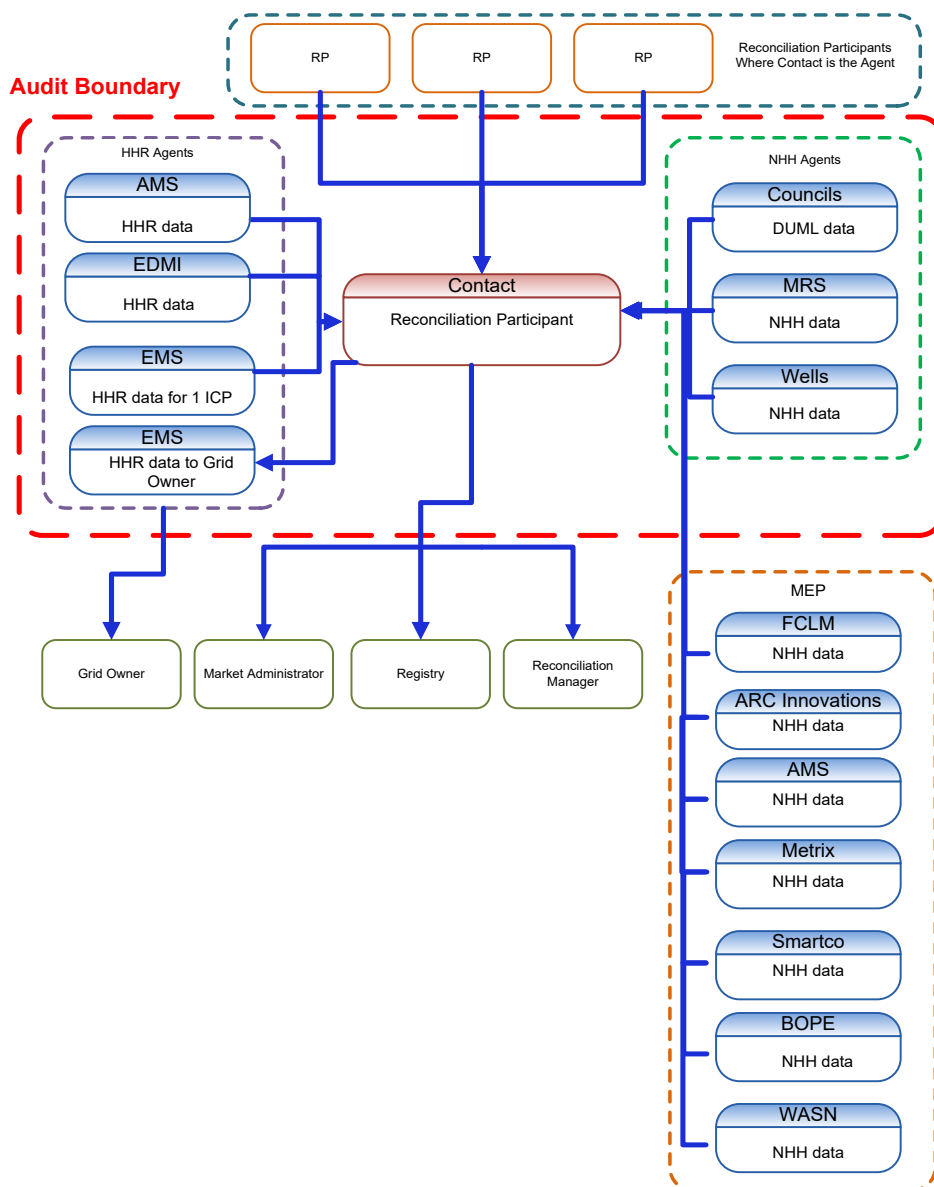 RP
RP
RP
Reconciliation Participants
Where Contact is the Agent
Audit Boundary
HHR Agents
AMS
HHR data
EDMI
HHR data
EMS
HHR data for 1 ICP
EMS
HHR data to Grid
Owner
Contact
Reconciliation Participant
NHH Agents
Councils
DUML data
MRS
NHH data
Wells
NHH data
Grid Owner
Market Administrator
Registry
Reconciliation
Manager
MEP
FCLM
NHH data
ARC Innovations
NHH data
AMS
NHH data
Metrix
NHH data
Smartco
NHH data
BOPE
NHH data
WASN
NHH data